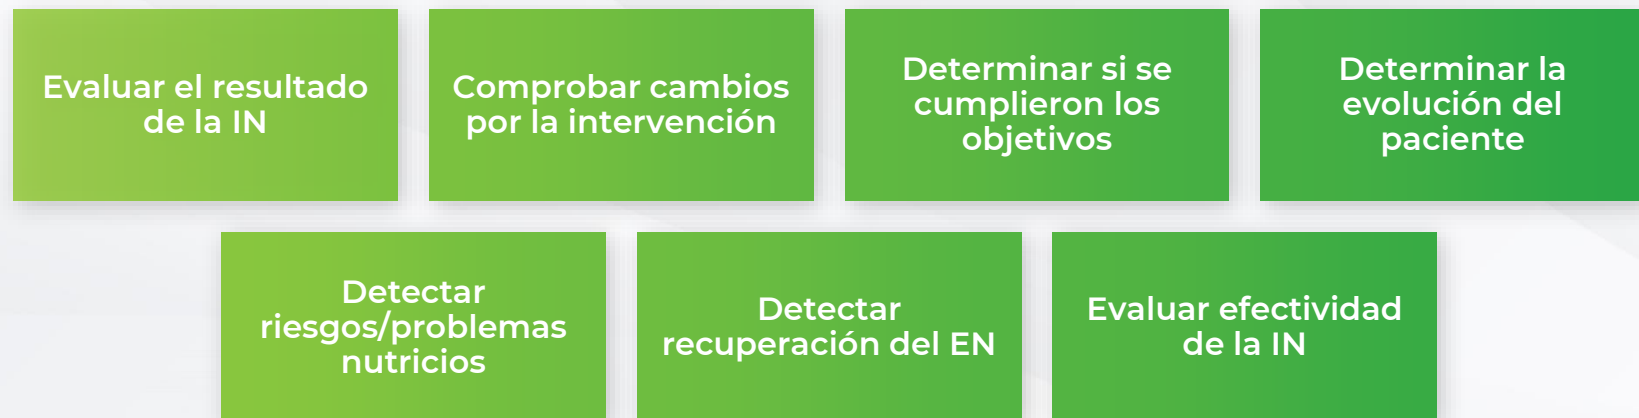 Evaluar el resultado
de la IN
Comprobar cambios
por la intervención
Determinar si se
cumplieron los
objetivos
Determinar la
evolución del
paciente
Detectar
riesgos/problemas
nutricios
Detectar
recuperación del EN
Evaluar efectividad
de la IN